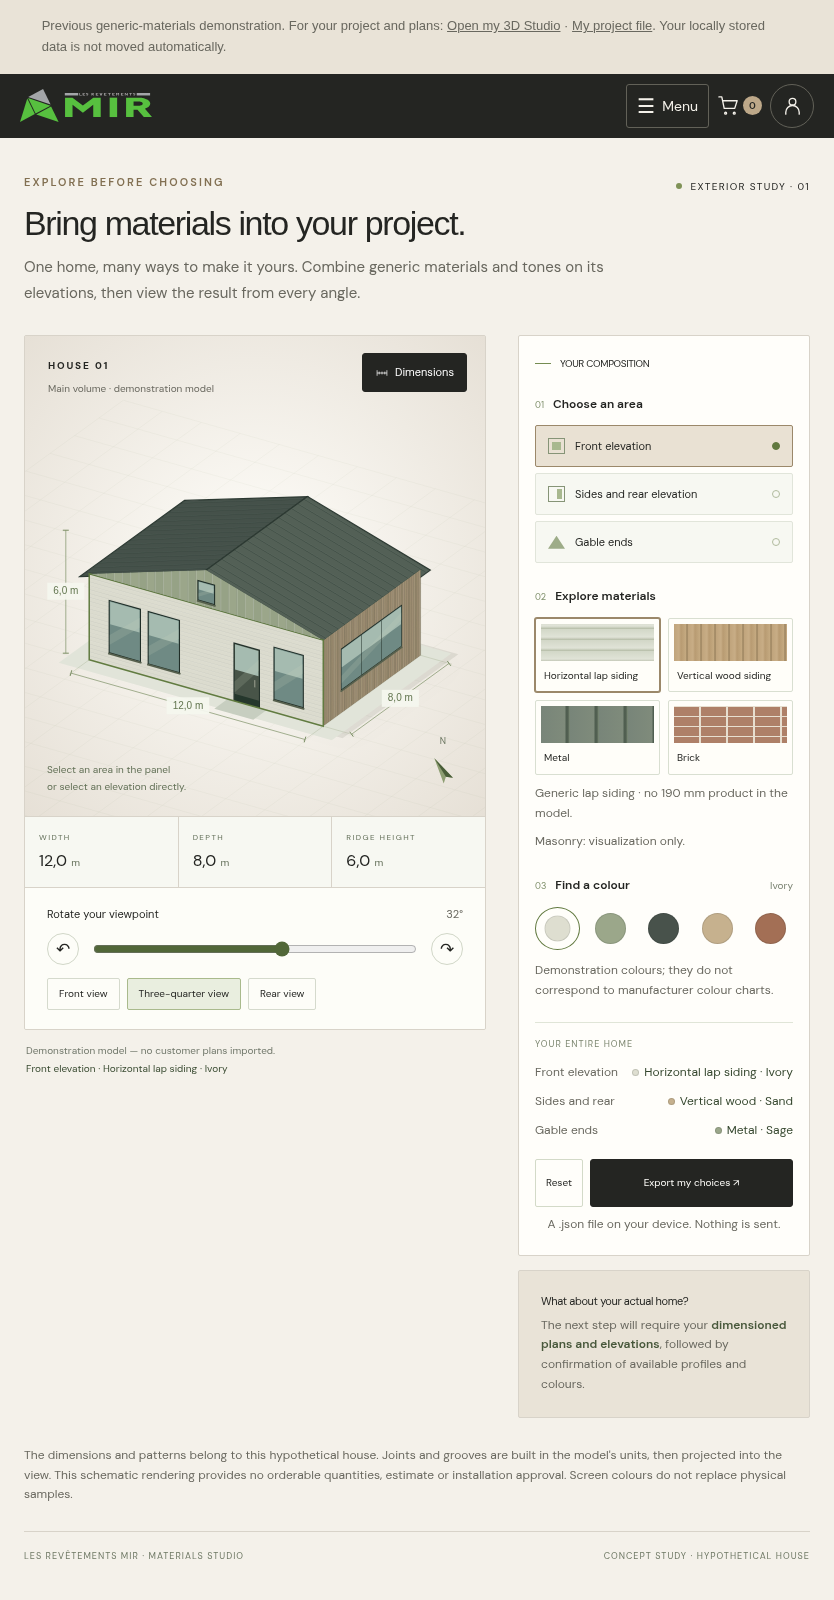 Previous generic-materials demonstration. For your project and plans: Open my 3D Studio · My project file. Your locally stored
data is not moved automatically.
LES REVÊTEMENTS
MIR
Menu
0
EXPLORE BEFORE CHOOSING
EXTERIOR STUDY · 01
Bring materials into your project.
One home, many ways to make it yours. Combine generic materials and tones on its
elevations, then view the result from every angle.
HOUSE 01
Main volume · demonstration model
Dimensions
6,0 m
12,0 m
8,0 m
N
Select an area in the panel
or select an elevation directly.
WIDTH
12,0 m
DEPTH
8,0 m
RIDGE HEIGHT
6,0 m
Rotate your viewpoint
32°
Front view
Three-quarter view
Rear view
Demonstration model — no customer plans imported.
Front elevation · Horizontal lap siding · Ivory
YOUR COMPOSITION
01 Choose an area
Front elevation
Sides and rear elevation
Gable ends
02 Explore materials
Horizontal lap siding
Vertical wood siding
Metal
Brick
Generic lap siding · no 190 mm product in the
model.
Masonry: visualization only.
03 Find a colour
Ivory
Demonstration colours; they do not
correspond to manufacturer colour charts.
YOUR ENTIRE HOME
Front elevation Horizontal lap siding · Ivory
Sides and rear Vertical wood · Sand
Gable ends Metal · Sage
Reset
Export my choices ↗
A .json file on your device. Nothing is sent.
What about your actual home?
The next step will require your dimensioned
plans and elevations, followed by
confirmation of available profiles and
colours.
The dimensions and patterns belong to this hypothetical house. Joints and grooves are built in the model's units, then projected into the
view. This schematic rendering provides no orderable quantities, estimate or installation approval. Screen colours do not replace physical
samples.
LES REVÊTEMENTS MIR · MATERIALS STUDIO
CONCEPT STUDY · HYPOTHETICAL HOUSE